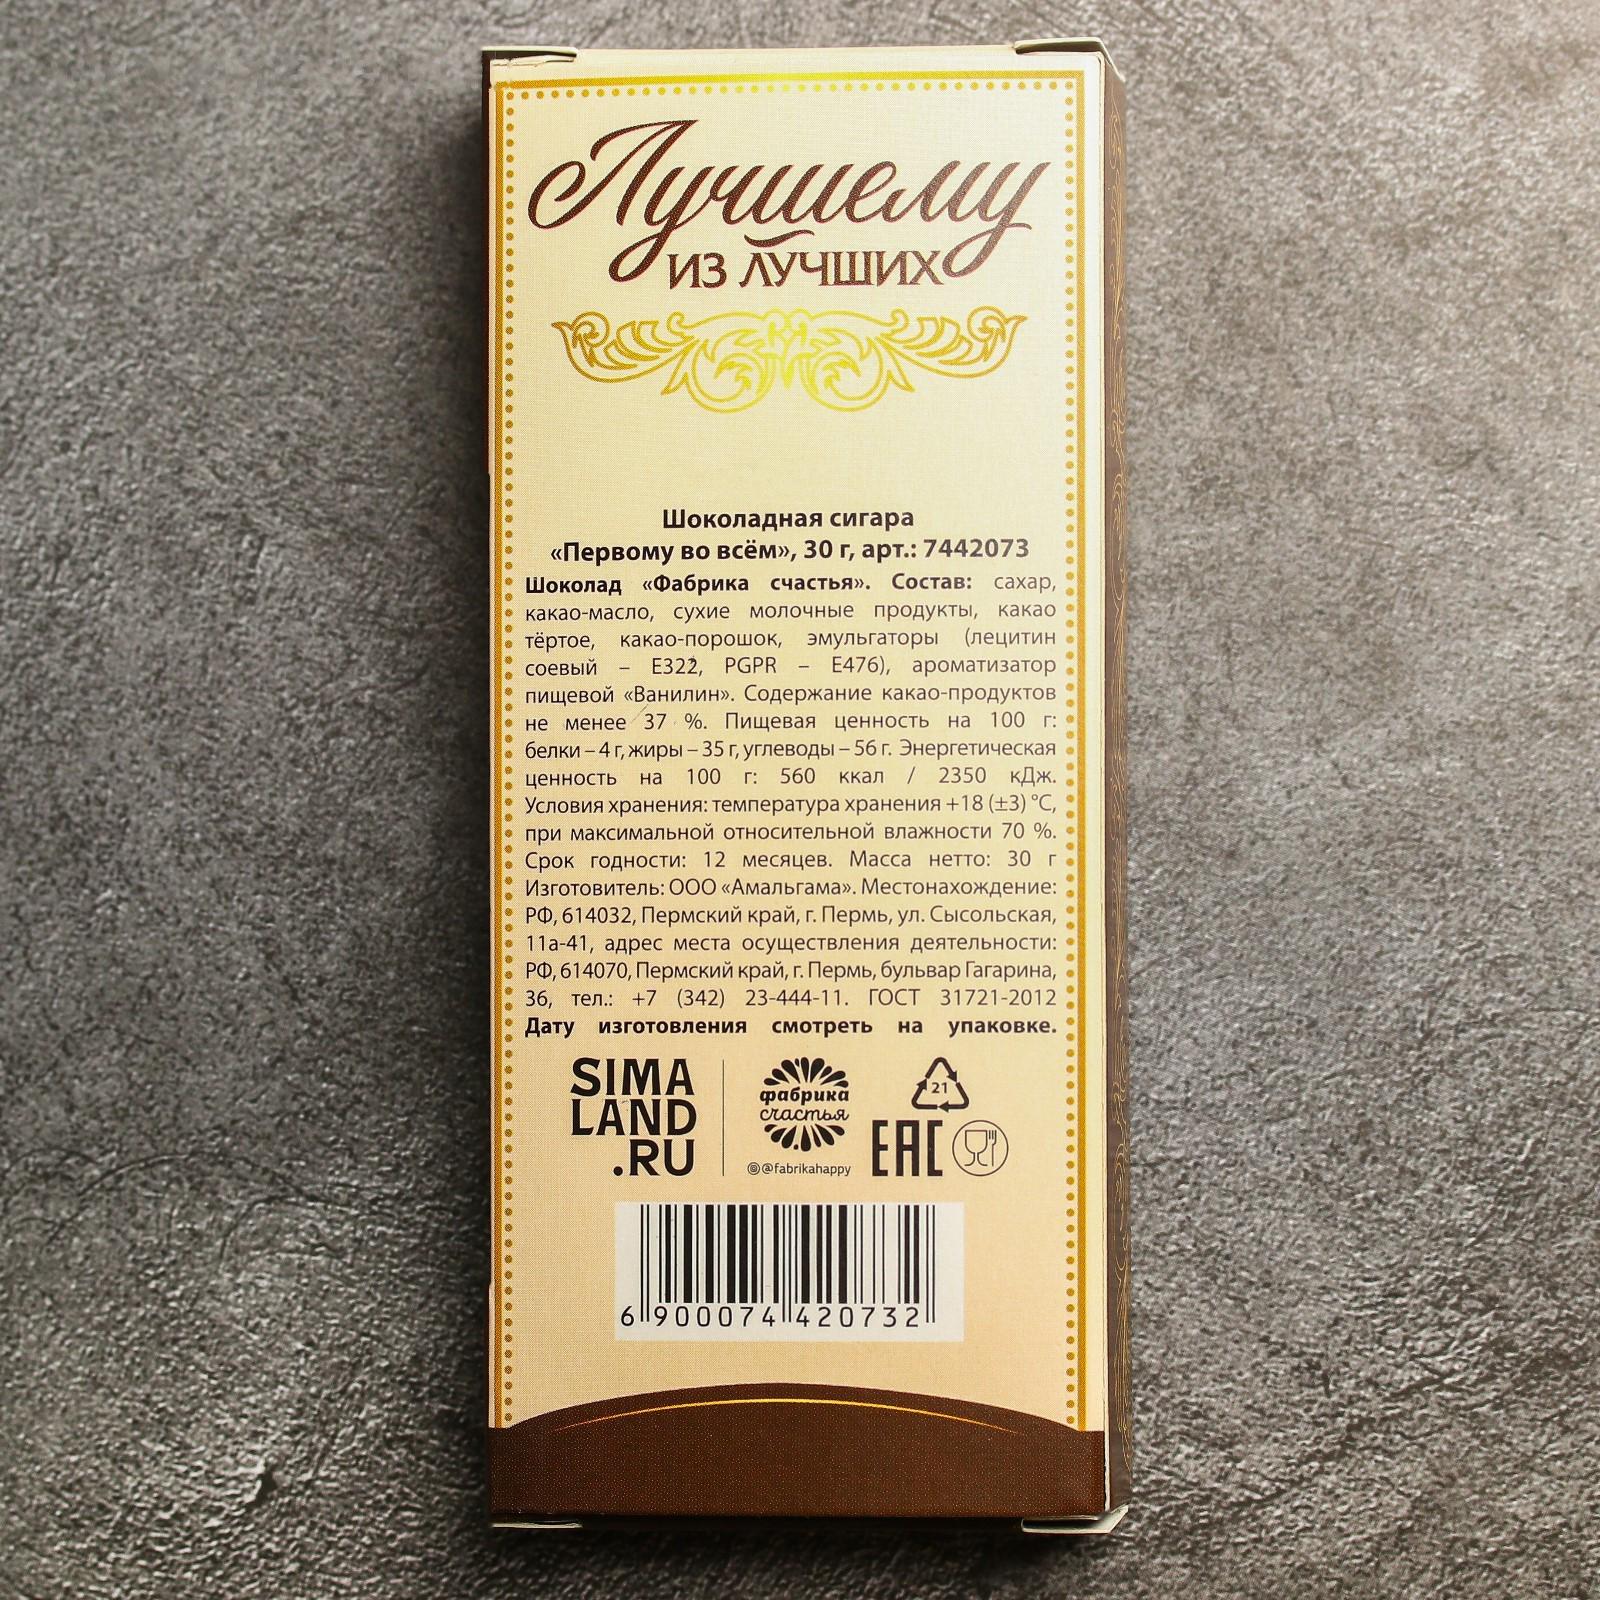 Лучшему
ИЗ ЛУЧШИХ
Шоколадная сигара
«Первому во всём», 30 г, арт.: 7442073
Шоколад «Фабрика счастья». Состав: сахар,
какао-масло, сухие молочные продукты, какао
тёртое, какао-порошок, эмульгаторы (лецитин
соевый – Е322, PGPR – Е476), ароматизатор
пищевой «Ванилин». Содержание какао-продуктов
не менее 37 %. Пищевая ценность на 100 г:
белки – 4 г, жиры – 35 г, углеводы – 56 г. Энергетическая
ценность на 100 г: 560 ккал / 2350 кДж.
Условия хранения: температура хранения +18 (±3) °С,
при максимальной относительной влажности 70 %.
Срок годности: 12 месяцев. Масса нетто: 30 г
Изготовитель: ООО «Амальгама». Местонахождение:
РФ, 614032, Пермский край, г. Пермь, ул. Сысольская,
11а-41, адрес места осуществления деятельности:
РФ, 614070, Пермский край, г. Пермь, бульвар Гагарина,
36, тел.: +7 (342) 23-444-11. ГОСТ 31721-2012
Дату изготовления смотреть на упаковке.
SIMA
LAND
.RU
фабрика
счастья
@fabrikahappy
21
EAC
6 900074 420732